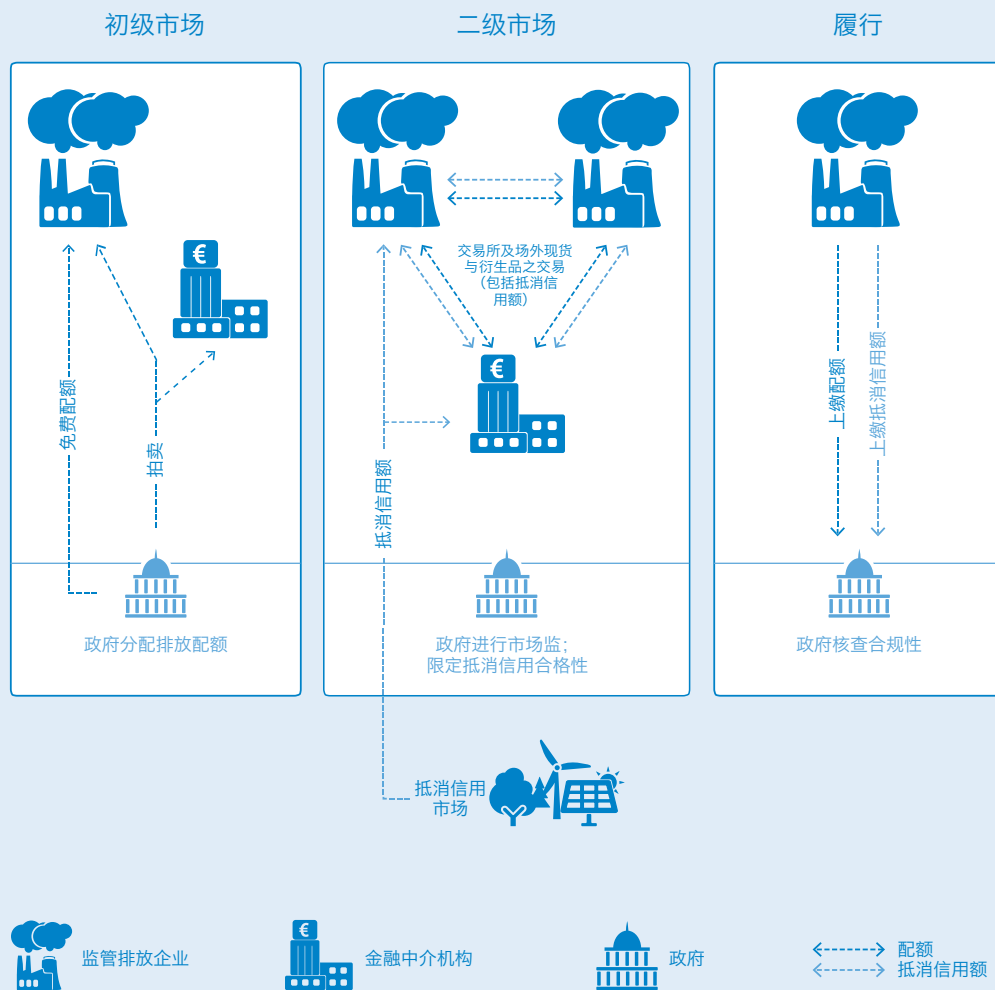 初级市场
二级市场
履行
€
免费配额
拍卖
政府分配排放配额
交易所及场外现货
与衍生品之交易
（包括抵消信
用额）
€
抵消信用额
政府进行市场监；
限定抵消信用合格性
上缴配额
上缴抵消信用额
政府核查合规性
抵消信用
市场
监管排放企业
€
金融中介机构
政府
配额
抵消信用额